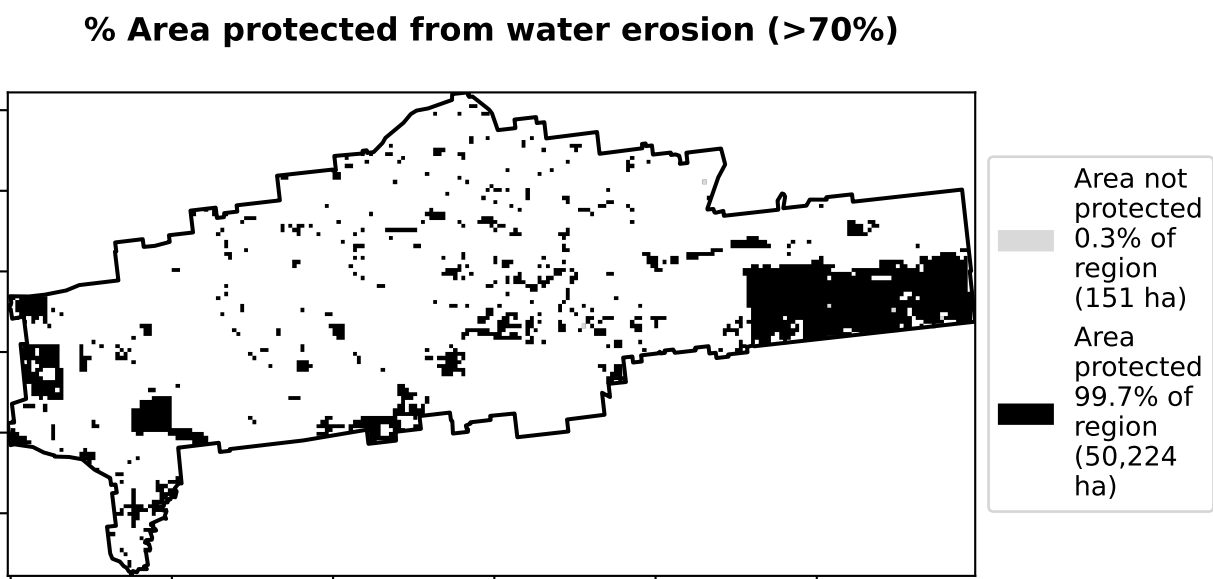 % Area protected from water erosion (>70%)
Area not
protected
0.3% of
region
(151 ha)
Area
protected
99.7% of
region
(50,224
ha)